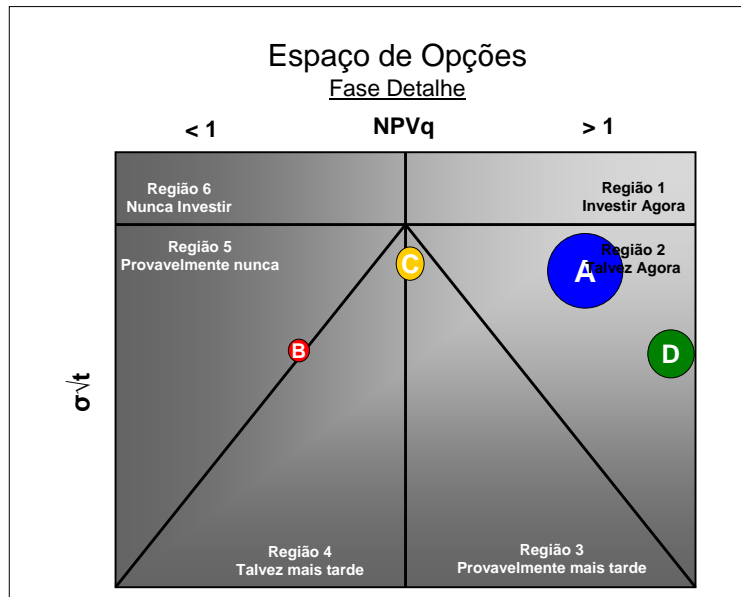 Espaço de Opções
Fase Detalhe
< 1 NPVq > 1
Região 6
Nunca Investir
Região 1
Investir Agora
Região 5
Provavelmente nunca
Região 2
Talvez Agora
C
A
B
D
σ√t
Região 4
Talvez mais tarde
Região 3
Provavelmente mais tarde